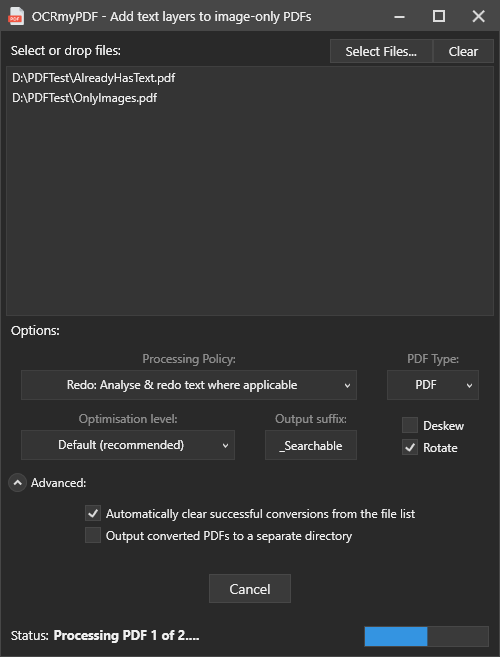 OCRmyPDF - Add text layers to image-only PDFs
Select or drop files:
Select Files...
Clear
D:\PDFTest\AlreadyHasText.pdf
D:\PDFTest\OnlyImages.pdf
Options:
Processing Policy:
PDF Type:
Redo: Analyse & redo text where applicable
PDF
Optimisation level:
Output suffix:
Default (recommended)
_Searchable
Deskew
Rotate
Advanced:
Automatically clear successful conversions from the file list
Output converted PDFs to a separate directory
Cancel
Status: Processing PDF 1 of 2....